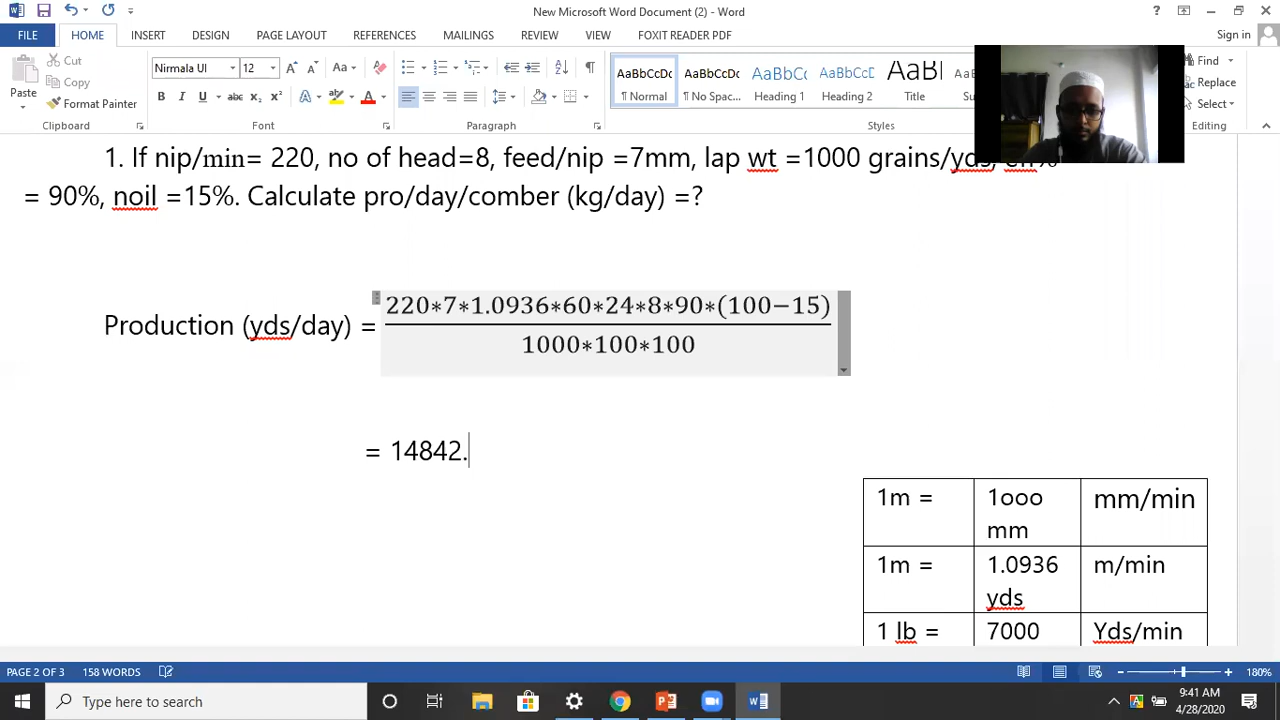 New Microsoft Word Document (2) - Word
FILE HOME INSERT DESIGN PAGE LAYOUT REFERENCES MAILINGS REVIEW VIEW FOXIT READER PDF Sign in
Cut
Copy
Format Painter
Paste
Clipboard
Nirmala UI 12
Font
Paragraph
AaBbCcDc AaBbCcDc AaBbCc AaBbCcD AaBl
¶ Normal ¶ No Spac... Heading 1 Heading 2 Title
Styles
Find
Replace
Select
Editing
1. If nip/min= 220, no of head=8, feed/nip =7mm, lap wt =1000 grains/yds,
= 90%, noil =15%. Calculate pro/day/comber (kg/day) =?
Production (yds/day) = 220*7*1.0936*60*24*8*90*(100−15)
1000*100*100
= 14842.
1m = 1ooo mm mm/min
1m = 1.0936 yds m/min
1 lb = 7000 Yds/min
PAGE 2 OF 3 158 WORDS 180%
Type here to search
9:41 AM
4/28/2020